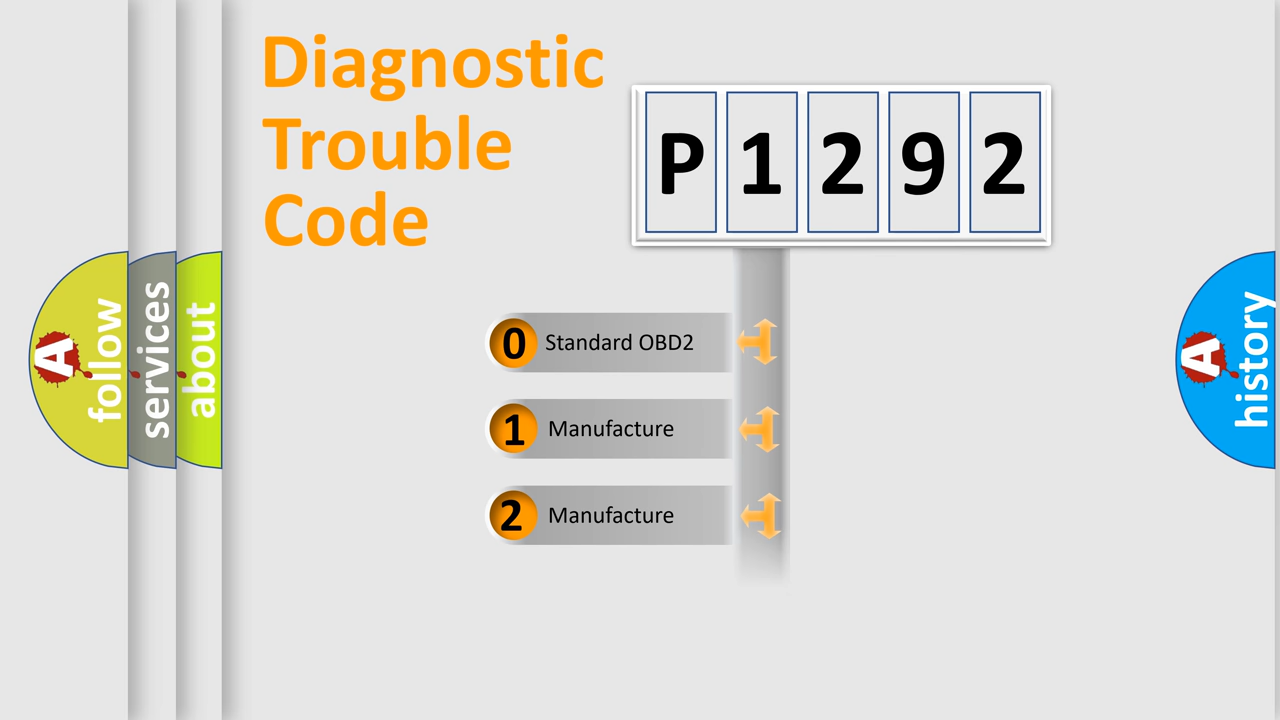 Diagnostic
Trouble
Code
P 1 2 9 2
0 Standard OBD2
1 Manufacture
2 Manufacture
A
follow
services
about
A
history